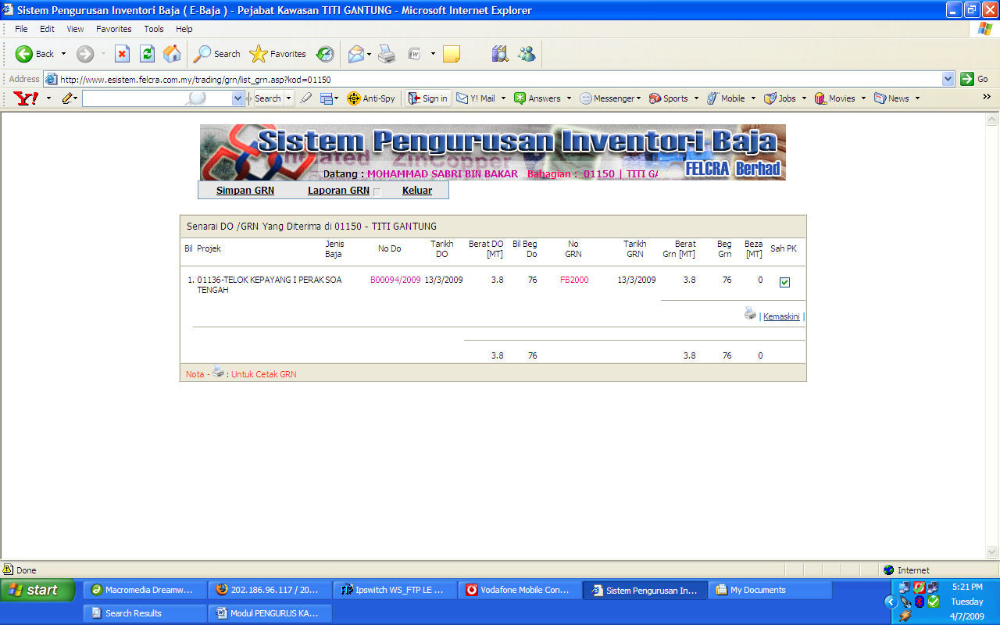 Sistem Pengurusan Inventori Baja ( E-Baja ) - Pejabat Kawasan TITI GANTUNG - Microsoft Internet Explorer
File Edit View Favorites Tools Help
Back Search Favorites
Address http://www.esistem.felcra.com.my/trading/grn/list_grn.asp?kod=01150 Go
Y! Search Anti-Spy Sign in Y! Mail Answers Messenger Sports Mobile Jobs Movies News
Sistem Pengurusan Inventori Baja
Datang : MOHAMMAD SABRI BIN BAKAR Bahagian : 01150 | TITI GA
FELCRA Berhad
Simpan GRN Laporan GRN Keluar
Senarai DO /GRN Yang Diterima di 01150 - TITI GANTUNG
Bil Projek Jenis Baja No Do Tarikh DO Berat DO [MT] Bil Beg Do No GRN Tarikh GRN Berat Grn [MT] Beg Grn Beza [MT] Sah PK
1. 01136-TELOK KEPAYANG I PERAK SOA B00094/2009 13/3/2009 3.8 76 FB2000 13/3/2009 3.8 76 0
TENGAH
| Kemaskini |
3.8 76 3.8 76 0
Nota - : Untuk Cetak GRN
Done Internet
start Macromedia Dreamw... 202.186.96.117 / 20... Ipswitch WS_FTP LE ... Vodafone Mobile Con... Sistem Pengurusan In... My Documents 5:21 PM
Tuesday
Search Results Modul PENGURUS KA... 4/7/2009